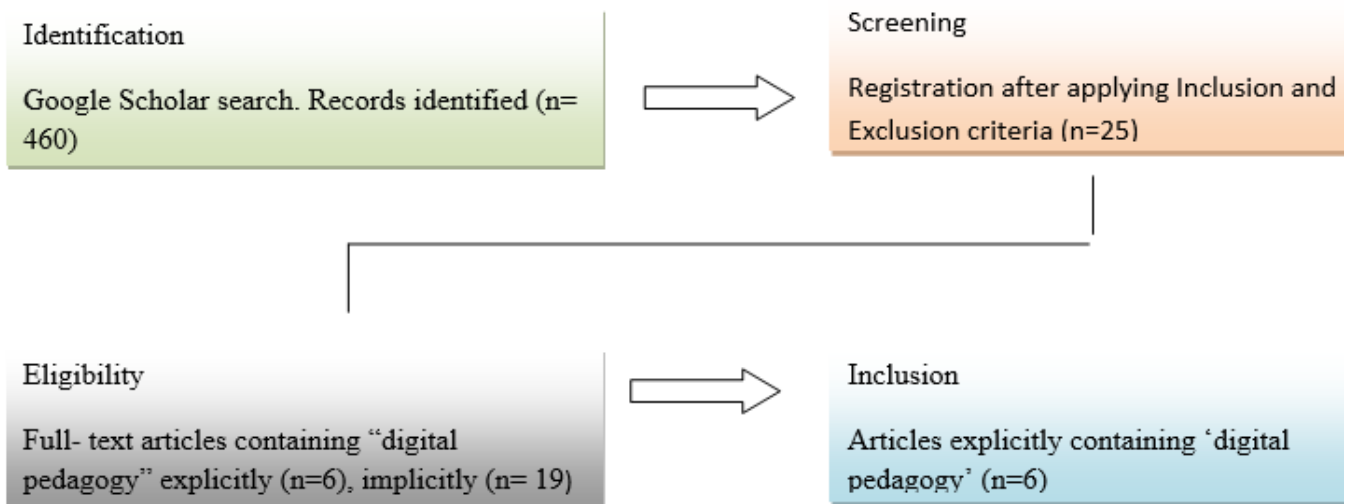 Identification
Google Scholar search. Records identified (n=
460)
Screening
Registration after applying Inclusion and
Exclusion criteria (n=25)
Eligibility
Full- text articles containing “digital
pedagogy” explicitly (n=6), implicitly (n= 19)
Inclusion
Articles explicitly containing ‘digital
pedagogy’ (n=6)